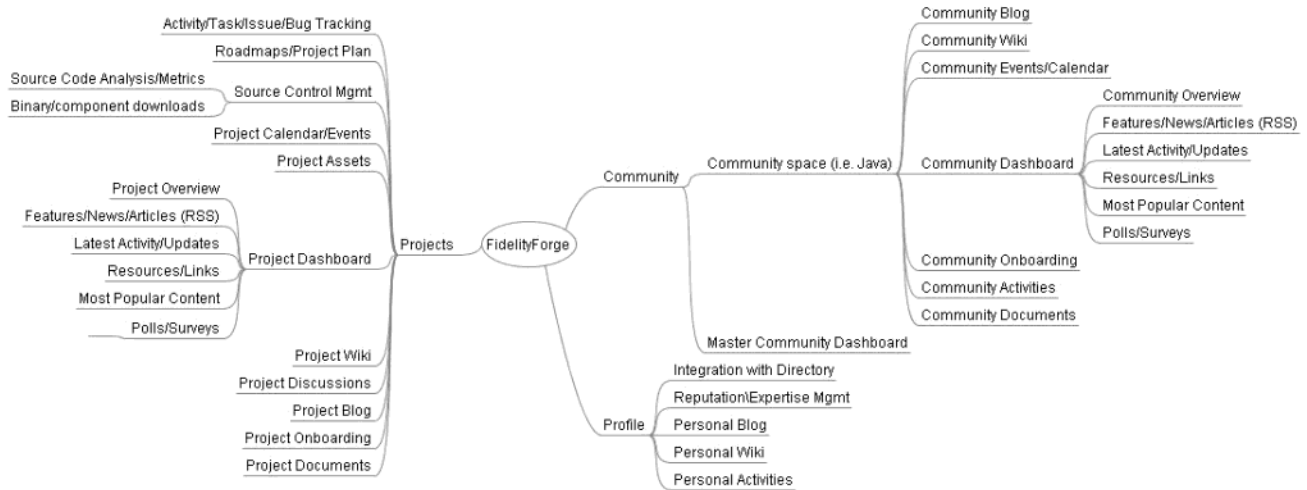 Activity/Task/Issue/Bug Tracking
Roadmaps/Project Plan
Source Code Analysis/Metrics
Binary/component downloads
Source Control Mgmt
Project Calendar/Events
Project Assets
Project Overview
Features/News/Articles (RSS)
Latest Activity/Updates
Resources/Links
Most Popular Content
Polls/Surveys
Project Dashboard
Project Wiki
Project Discussions
Project Blog
Project Onboarding
Project Documents
Projects
FidelityForge
Community
Community space (i.e. Java)
Community Blog
Community Wiki
Community Events/Calendar
Community Dashboard
Community Overview
Features/News/Articles (RSS)
Latest Activity/Updates
Resources/Links
Most Popular Content
Polls/Surveys
Community Onboarding
Community Activities
Community Documents
Master Community Dashboard
Profile
Integration with Directory
Reputation\Expertise Mgmt
Personal Blog
Personal Wiki
Personal Activities